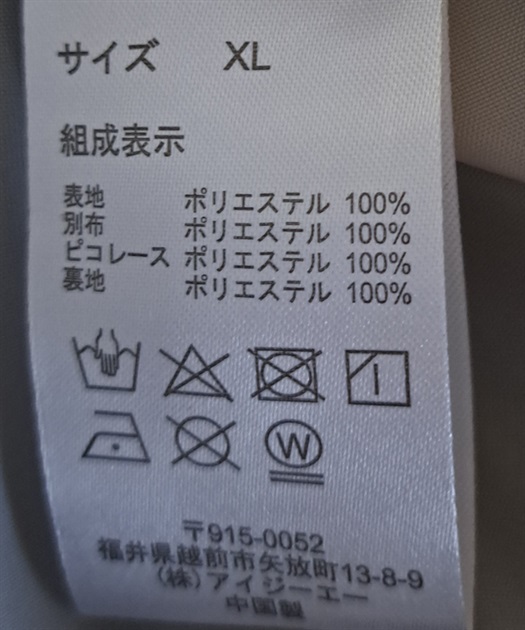 サイズ XL
組成表示
表地 ポリエステル 100%
別布 ポリエステル 100%
ピコレース ポリエステル 100%
裏地 ポリエステル 100%
W
〒915-0052
福井県越前市矢放町13-8-9
(株)アイジーエー
中国製